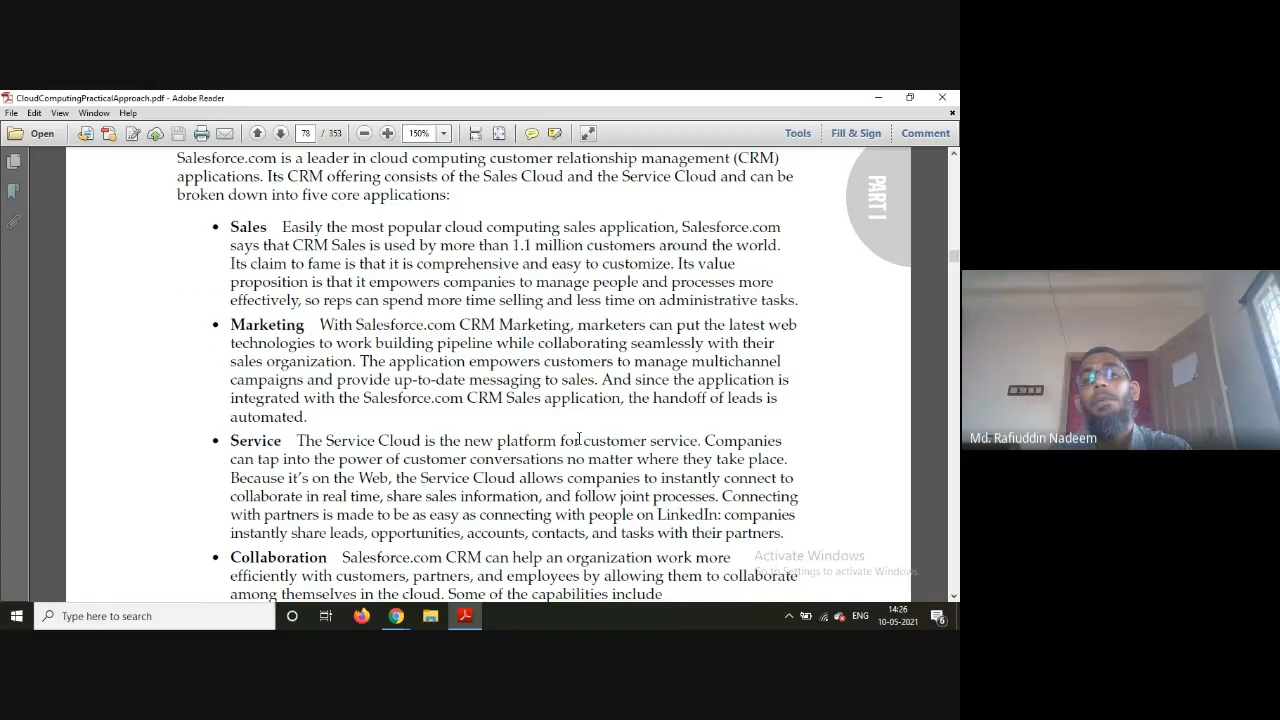 CloudComputingPracticalApproach.pdf - Adobe Reader
File Edit View Window Help
Open 78 / 353 150% Tools Fill & Sign Comment
Salesforce.com is a leader in cloud computing customer relationship management (CRM)
applications. Its CRM offering consists of the Sales Cloud and the Service Cloud and can be
broken down into five core applications:
PART I
• Sales Easily the most popular cloud computing sales application, Salesforce.com
says that CRM Sales is used by more than 1.1 million customers around the world.
Its claim to fame is that it is comprehensive and easy to customize. Its value
proposition is that it empowers companies to manage people and processes more
effectively, so reps can spend more time selling and less time on administrative tasks.
• Marketing With Salesforce.com CRM Marketing, marketers can put the latest web
technologies to work building pipeline while collaborating seamlessly with their
sales organization. The application empowers customers to manage multichannel
campaigns and provide up-to-date messaging to sales. And since the application is
integrated with the Salesforce.com CRM Sales application, the handoff of leads is
automated.
• Service The Service Cloud is the new platform for customer service. Companies
can tap into the power of customer conversations no matter where they take place.
Because it's on the Web, the Service Cloud allows companies to instantly connect to
collaborate in real time, share sales information, and follow joint processes. Connecting
with partners is made to be as easy as connecting with people on LinkedIn: companies
instantly share leads, opportunities, accounts, contacts, and tasks with their partners.
• Collaboration Salesforce.com CRM can help an organization work more
efficiently with customers, partners, and employees by allowing them to collaborate
among themselves in the cloud. Some of the capabilities include
Activate Windows
Go to Settings to activate Windows.
Md. Rafiuddin Nadeem
Type here to search
ENG
14:26
10-05-2021
6